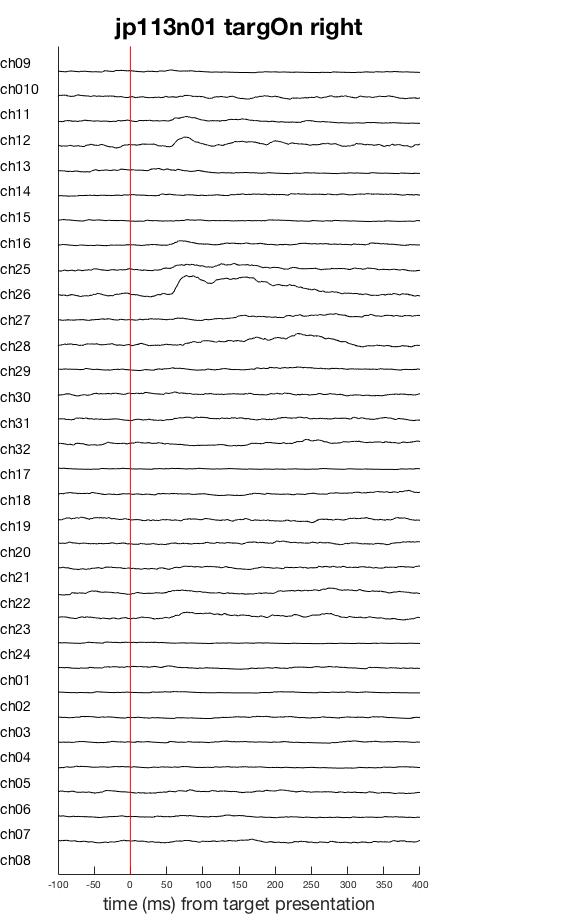 jp113n01 targOn right
ch09
ch010
ch11
ch12
ch13
ch14
ch15
ch16
ch25
ch26
ch27
ch28
ch29
ch30
ch31
ch32
ch17
ch18
ch19
ch20
ch21
ch22
ch23
ch24
ch01
ch02
ch03
ch04
ch05
ch06
ch07
ch08
-100 -50 0 50 100 150 200 250 300 350 400
time (ms) from target presentation